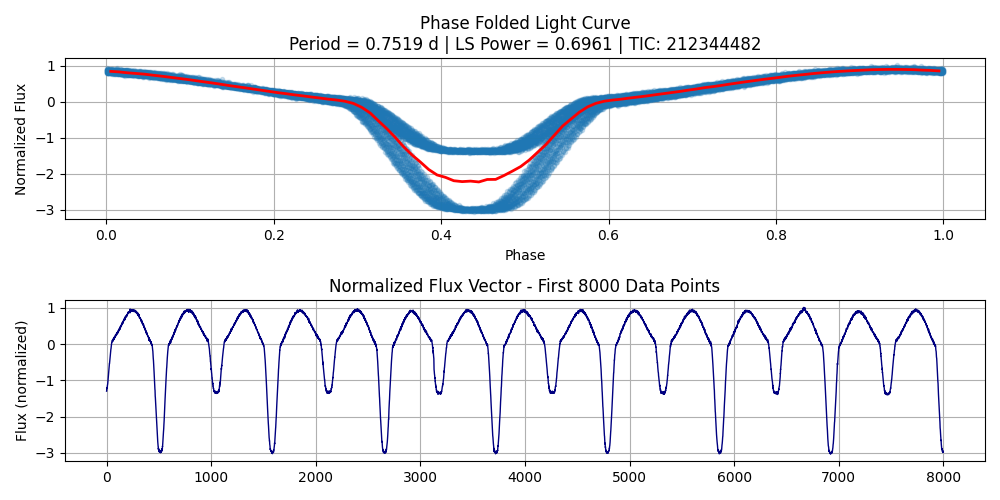 Phase Folded Light Curve
Period = 0.7519 d | LS Power = 0.6961 | TIC: 212344482
Normalized Flux
1
0
−1
−2
−3
0.0 0.2 0.4 0.6 0.8 1.0
Phase
Normalized Flux Vector - First 8000 Data Points
Flux (normalized)
1
0
−1
−2
−3
0 1000 2000 3000 4000 5000 6000 7000 8000